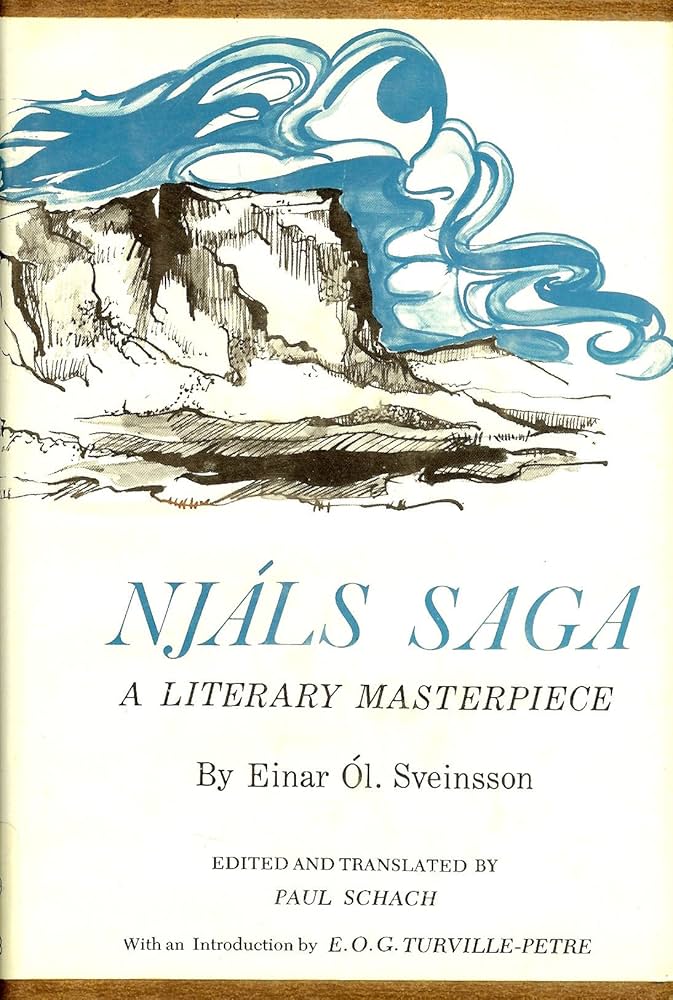 NJÁLS SAGA
A LITERARY MASTERPIECE
By Einar Ól. Sveinsson
EDITED AND TRANSLATED BY
PAUL SCHACH
With an Introduction by E.O.G. TURVILLE-PETRE